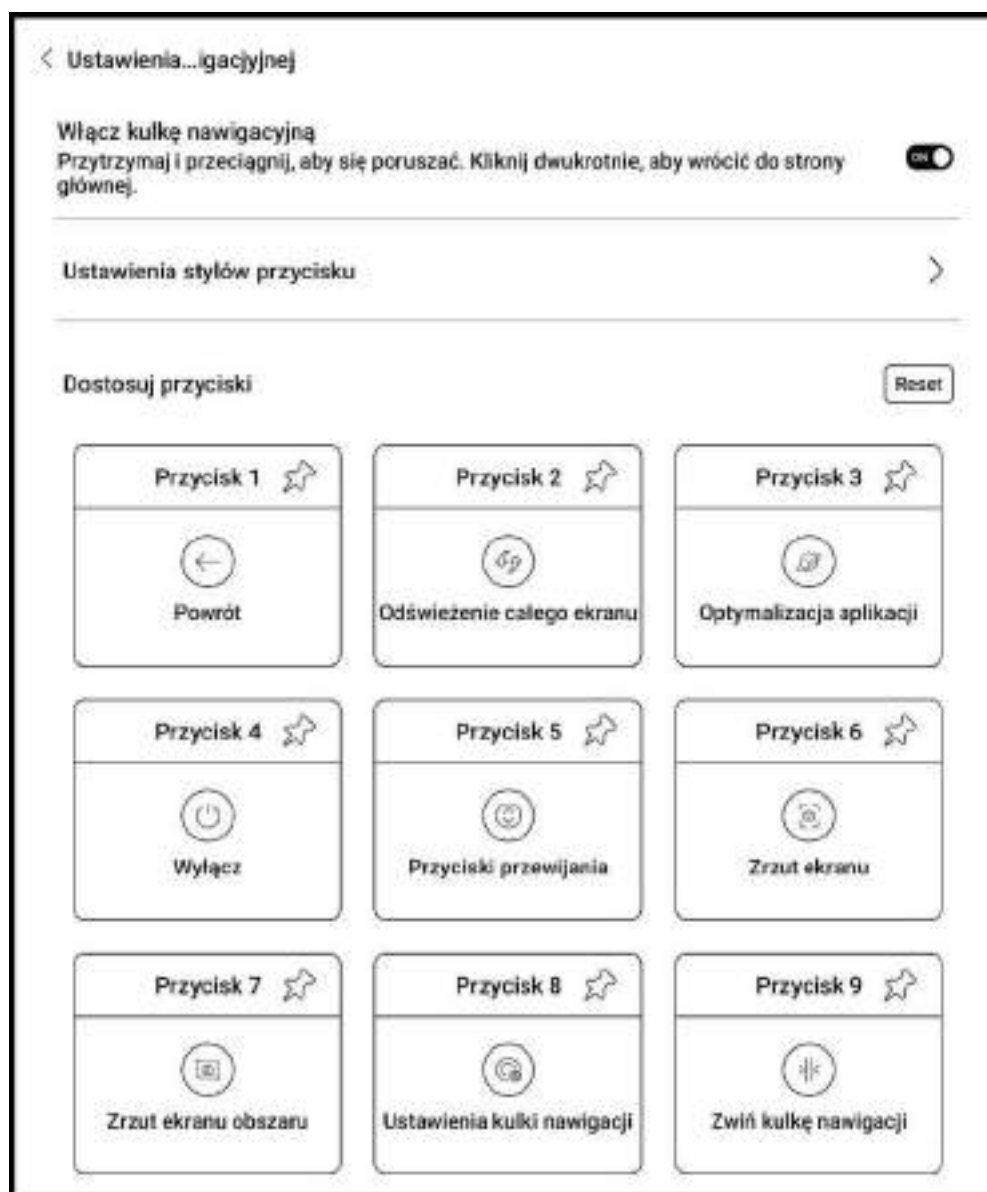 Ustawienia...igacjyjnej
Włącz kulkę nawigacyjną
Przytrzymaj i przeciągnij, aby się poruszać. Kliknij dwukrotnie, aby wrócić do strony
głównej.
ON
Ustawienia stylów przycisku
Dostosuj przyciski
Reset
Przycisk 1
Przycisk 2
Przycisk 3
Powrót
Odświeżenie całego ekranu
Optymalizacja aplikacji
Przycisk 4
Przycisk 5
Przycisk 6
Wyłącz
Przyciski przewijania
Zrzut ekranu
Przycisk 7
Przycisk 8
Przycisk 9
Zrzut ekranu obszaru
Ustawienia kulki nawigacji
Zwiń kulkę nawigacji